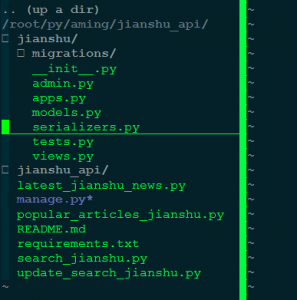 .. (up a dir)
/root/py/aming/jianshu_api/
jianshu/
migrations/
__init__.py
admin.py
apps.py
models.py
serializers.py
tests.py
views.py
jianshu_api/
latest_jianshu_news.py
manage.py*
popular_articles_jianshu.py
README.md
requirements.txt
search_jianshu.py
update_search_jianshu.py